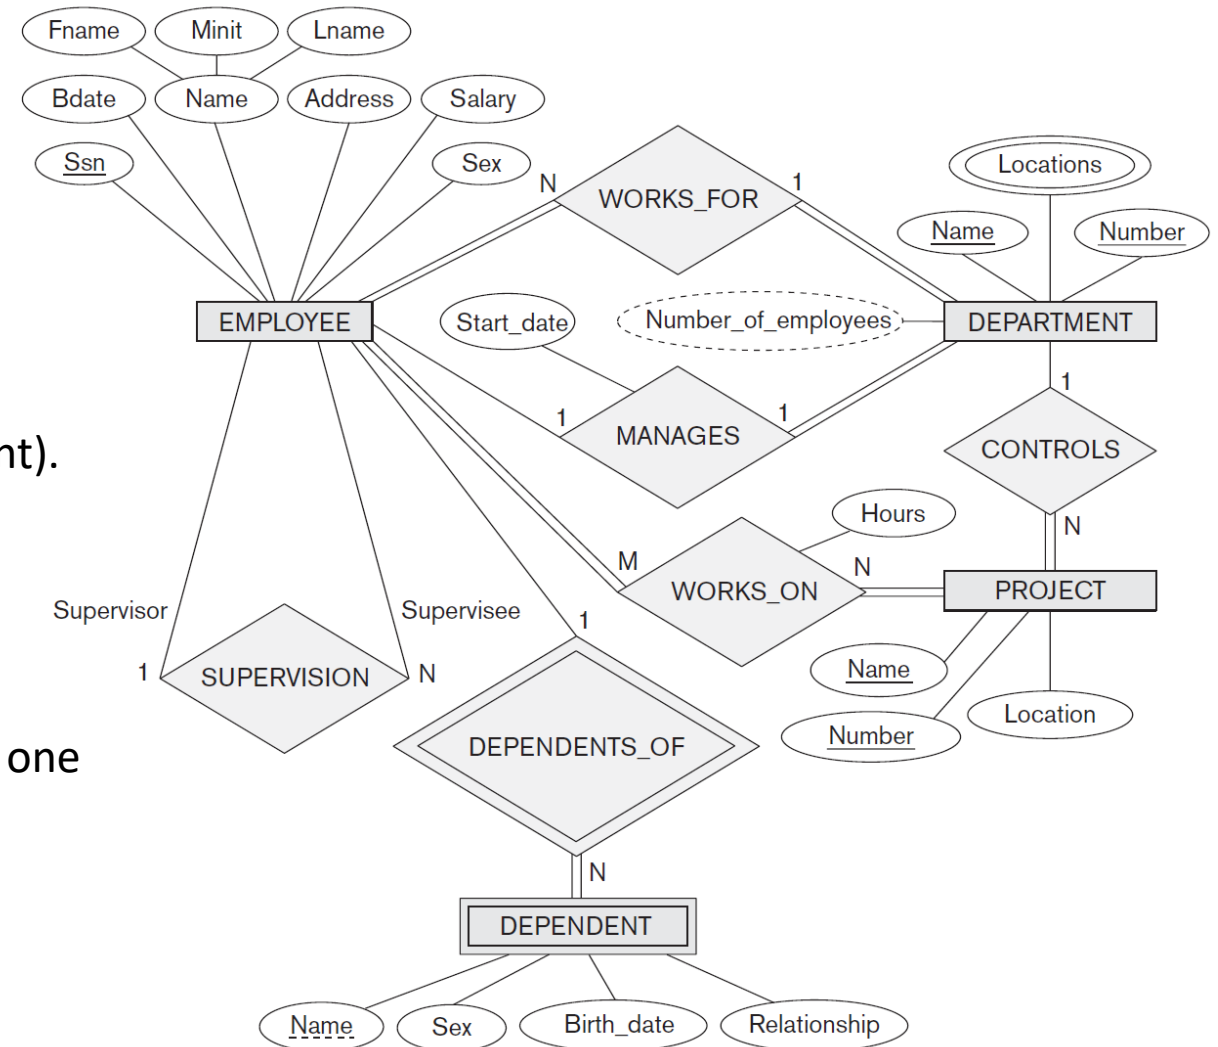 Fname Minit Lname
Bdate Name Address Salary
Ssn Sex
N WORKS_FOR 1
Locations
Name Number
EMPLOYEE Start_date Number_of_employees DEPARTMENT
1 MANAGES 1
1
CONTROLS
N
nt).
Hours
M WORKS_ON N
PROJECT
Supervisor Supervisee
1
1 SUPERVISION N
Name
Number
Location
DEPENDENTS_OF
one
N
DEPENDENT
Name Sex Birth_date Relationship